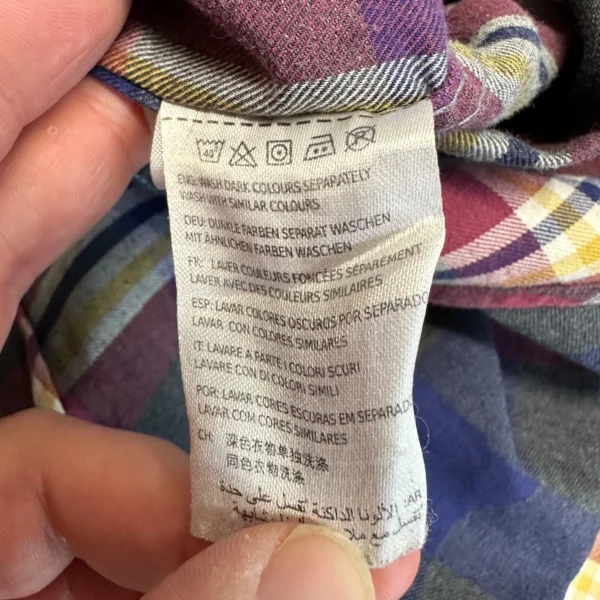 40
ENG: WASH DARK COLOURS SEPARATELY
WASH WITH SIMILAR COLOURS
DEU: DUNKLE FARBEN SEPARAT WASCHEN
MIT ÄHNLICHEN FARBEN WASCHEN
FR: LAVER COULEURS FONCÉES SÉPARÉMENT
LAVER AVEC DES COULEURS SIMILAIRES
ESP: LAVAR COLORES OSCUROS POR SEPARADO
LAVAR CON COLORES SIMILARES
IT: LAVARE A PARTE I COLORI SCURI
LAVARE CON DI COLORI SIMILI
POR: LAVAR CORES ESCURAS EM SEPARADO
LAVAR COM CORES SIMILARES
CH: 深色衣物单独洗涤
同色衣物洗涤
AR: الألونا الداكنة تغسل على حدة
تغسل مع